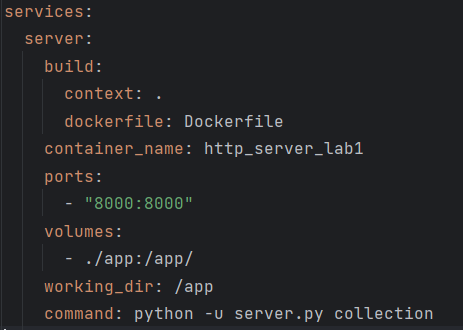 services:
  server:
    build:
      context: .
      dockerfile: Dockerfile
    container_name: http_server_lab1
    ports:
      - "8000:8000"
    volumes:
      - ./app:/app/
    working_dir: /app
    command: python -u server.py collection